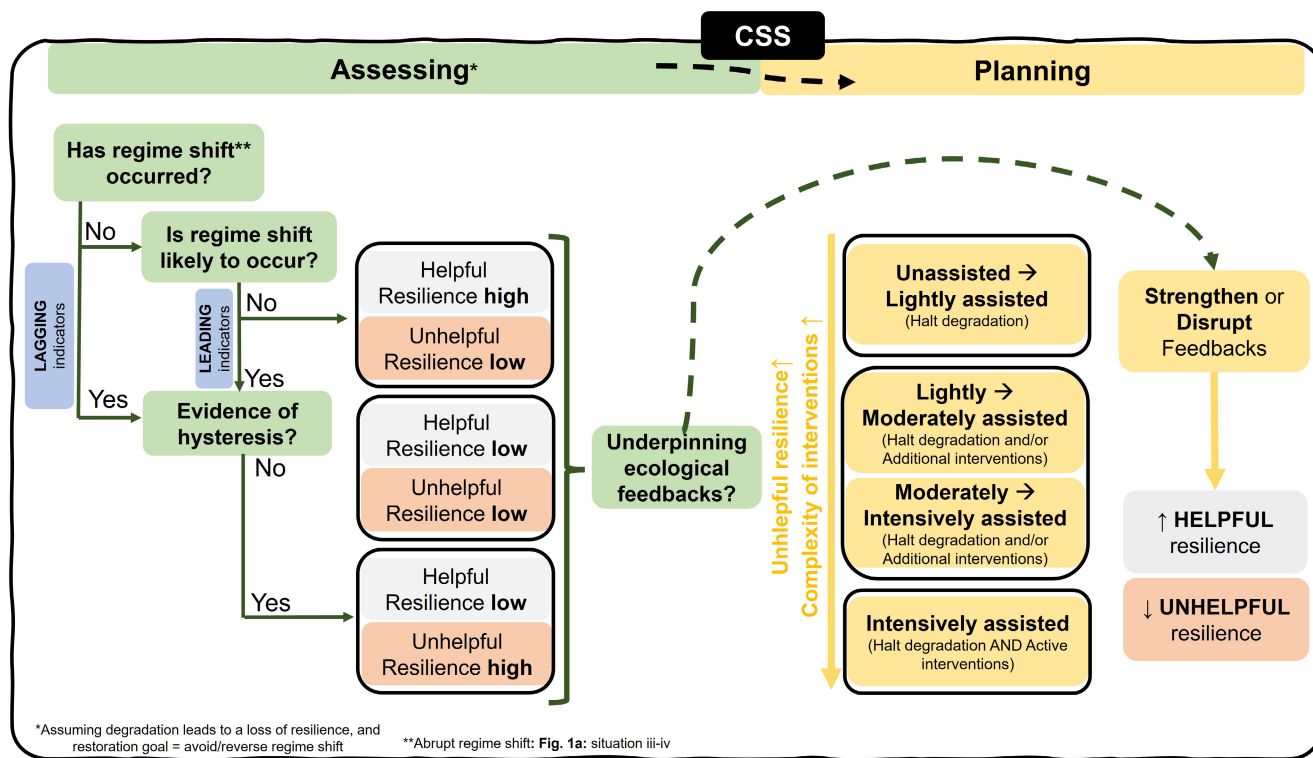 CSS
Assessing*
Planning
Has regime shift**
occurred?
No
Is regime shift
likely to occur?
LAGGING
indicators
LEADING
indicators
No
Yes
Yes
Evidence of
hysteresis?
No
Yes
Helpful
Resilience high
Unhelpful
Resilience low
Helpful
Resilience low
Unhelpful
Resilience low
Helpful
Resilience low
Unhelpful
Resilience high
Underpinning
ecological
feedbacks?
Unhlepful resilience↑
Complexity of interventions ↑
Unassisted →
Lightly assisted
(Halt degradation)
Lightly →
Moderately assisted
(Halt degradation and/or
Additional interventions)
Moderately →
Intensively assisted
(Halt degradation and/or
Additional interventions)
Intensively assisted
(Halt degradation AND Active
interventions)
Strengthen or
Disrupt
Feedbacks
↑ HELPFUL
resilience
↓ UNHELPFUL
resilience
*Assuming degradation leads to a loss of resilience, and
restoration goal = avoid/reverse regime shift
**Abrupt regime shift: Fig. 1a: situation iii-iv